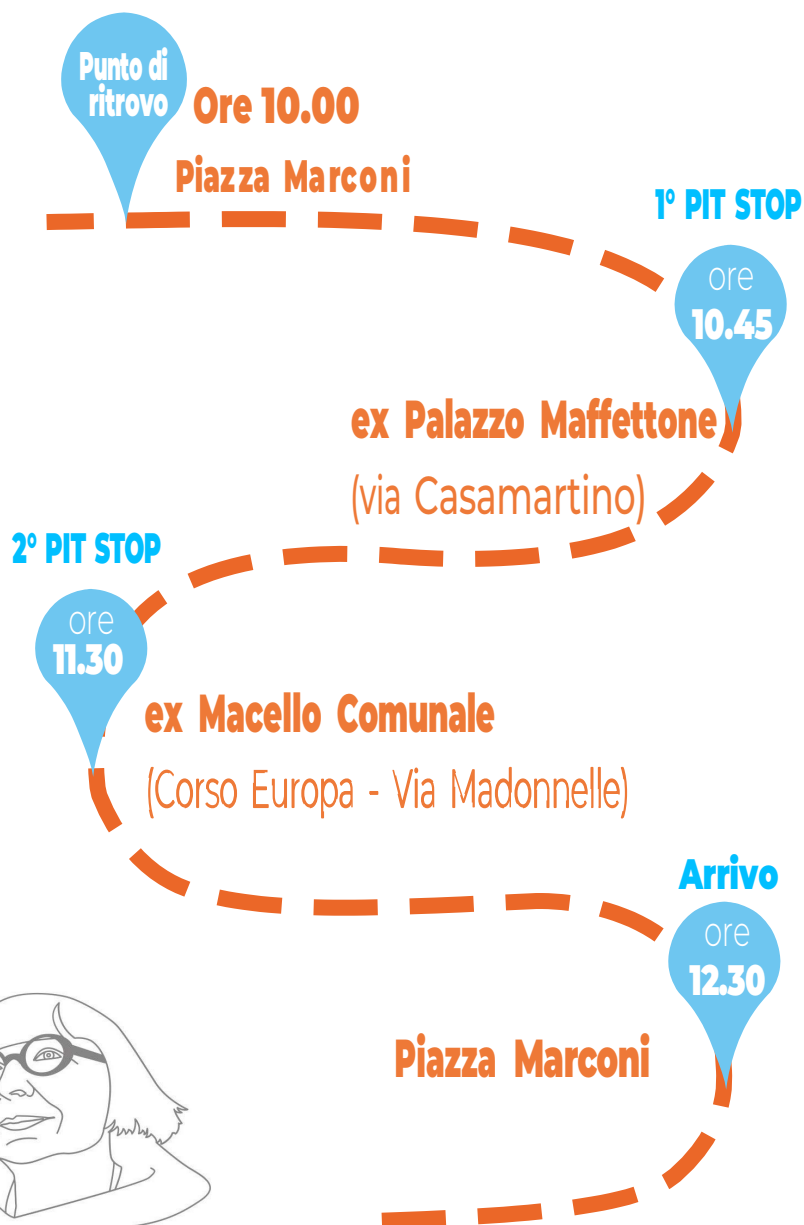 Punto di
ritrovo
Ore 10.00
Piazza Marconi
1° PIT STOP
ore
10.45
ex Palazzo Maffettone
(via Casamartino)
2° PIT STOP
ore
11.30
ex Macello Comunale
(Corso Europa - Via Madonnelle)
Arrivo
ore
12.30
Piazza Marconi